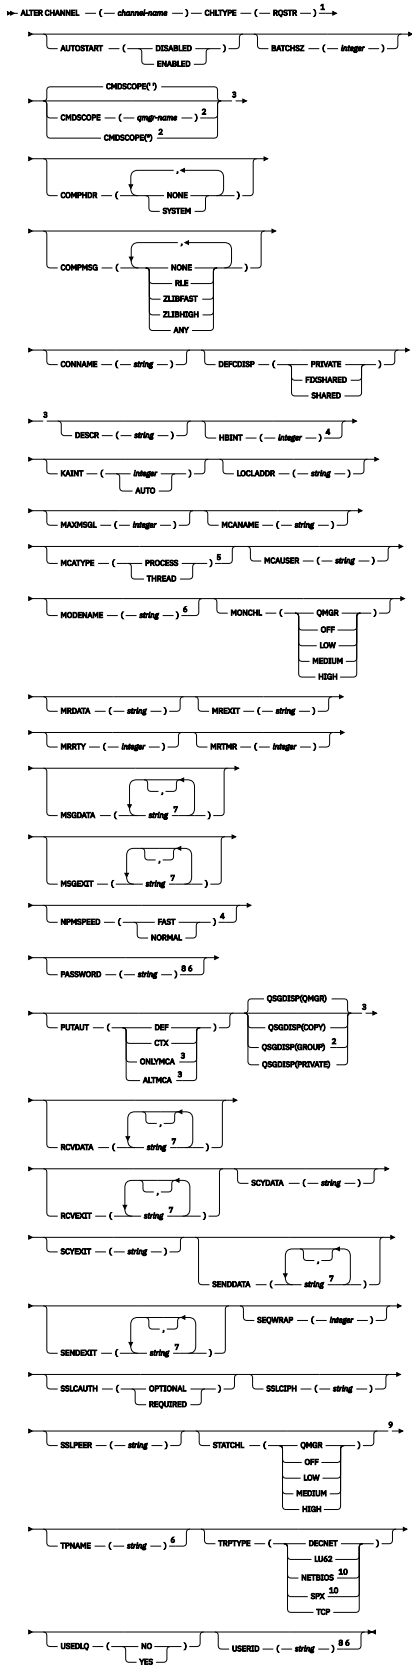 ALTER CHANNEL ( channel-name ) CHLTYPE ( RQSTR ) 1
AUTOSTART ( DISABLED ) BATCHSZ ( integer )
ENABLED
CMDSCOPE(' ')
3
CMDSCOPE ( qmgr-name ) 2
CMDSCOPE(*) 2
,
COMPHDR ( NONE )
SYSTEM
,
COMPMSG ( NONE )
RLE
ZLIBFAST
ZLIBHIGH
ANY
CONNAME ( string ) DEFCDISP ( PRIVATE )
FIXSHARED
SHARED
3
DESCR ( string ) HBINT ( integer ) 4
KAINT ( integer ) LOCLADDR ( string )
AUTO
MAXMSGL ( integer ) MCANAME ( string )
MCATYPE ( PROCESS ) 5 MCAUSER ( string )
THREAD
MODENAME ( string ) 6 MONCHL ( QMGR )
OFF
LOW
MEDIUM
HIGH
MRDATA ( string ) MREXIT ( string )
MRRTY ( integer ) MRTMR ( integer )
,
MSGDATA ( string 7 )
,
MSGEXIT ( string 7 )
NPMSPEED ( FAST ) 4
NORMAL
PASSWORD ( string ) 8 6
QSGDISP(QMGR)
3
PUTAUT ( DEF ) QSGDISP(COPY)
CTX QSGDISP(GROUP) 2
ONLYMCA 3 QSGDISP(PRIVATE)
ALTMCA 3
,
RCVDATA ( string 7 )
,
RCVEXIT ( string 7 ) SCYDATA ( string )
SCYEXIT ( string ) ,
SENDDATA ( string 7 )
,
SENDEXIT ( string 7 ) SEQWRAP ( integer )
SSLCAUTH ( OPTIONAL ) SSLCIPH ( string )
REQUIRED
9
SSLPEER ( string ) STATCHL ( QMGR )
OFF
LOW
MEDIUM
HIGH
TPNAME ( string ) 6 TRPTYPE ( DECNET )
LU62
NETBIOS 10
SPX 10
TCP
USEDLQ ( NO ) USERID ( string ) 8 6
YES